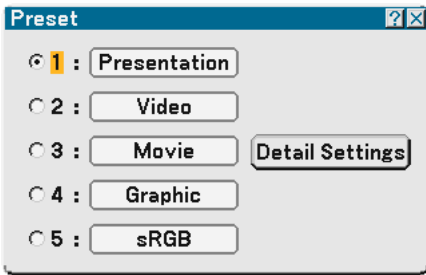 Preset ? ×
1 : Presentation
2 : Video
3 : Movie Detail Settings
4 : Graphic
5 : sRGB